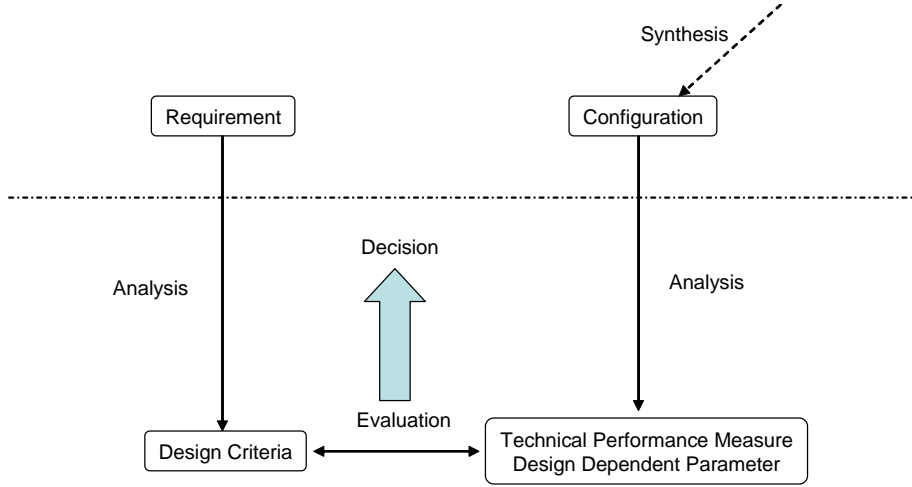 Synthesis
Requirement
Configuration
Decision
Analysis
Analysis
Evaluation
Design Criteria
Technical Performance Measure
Design Dependent Parameter